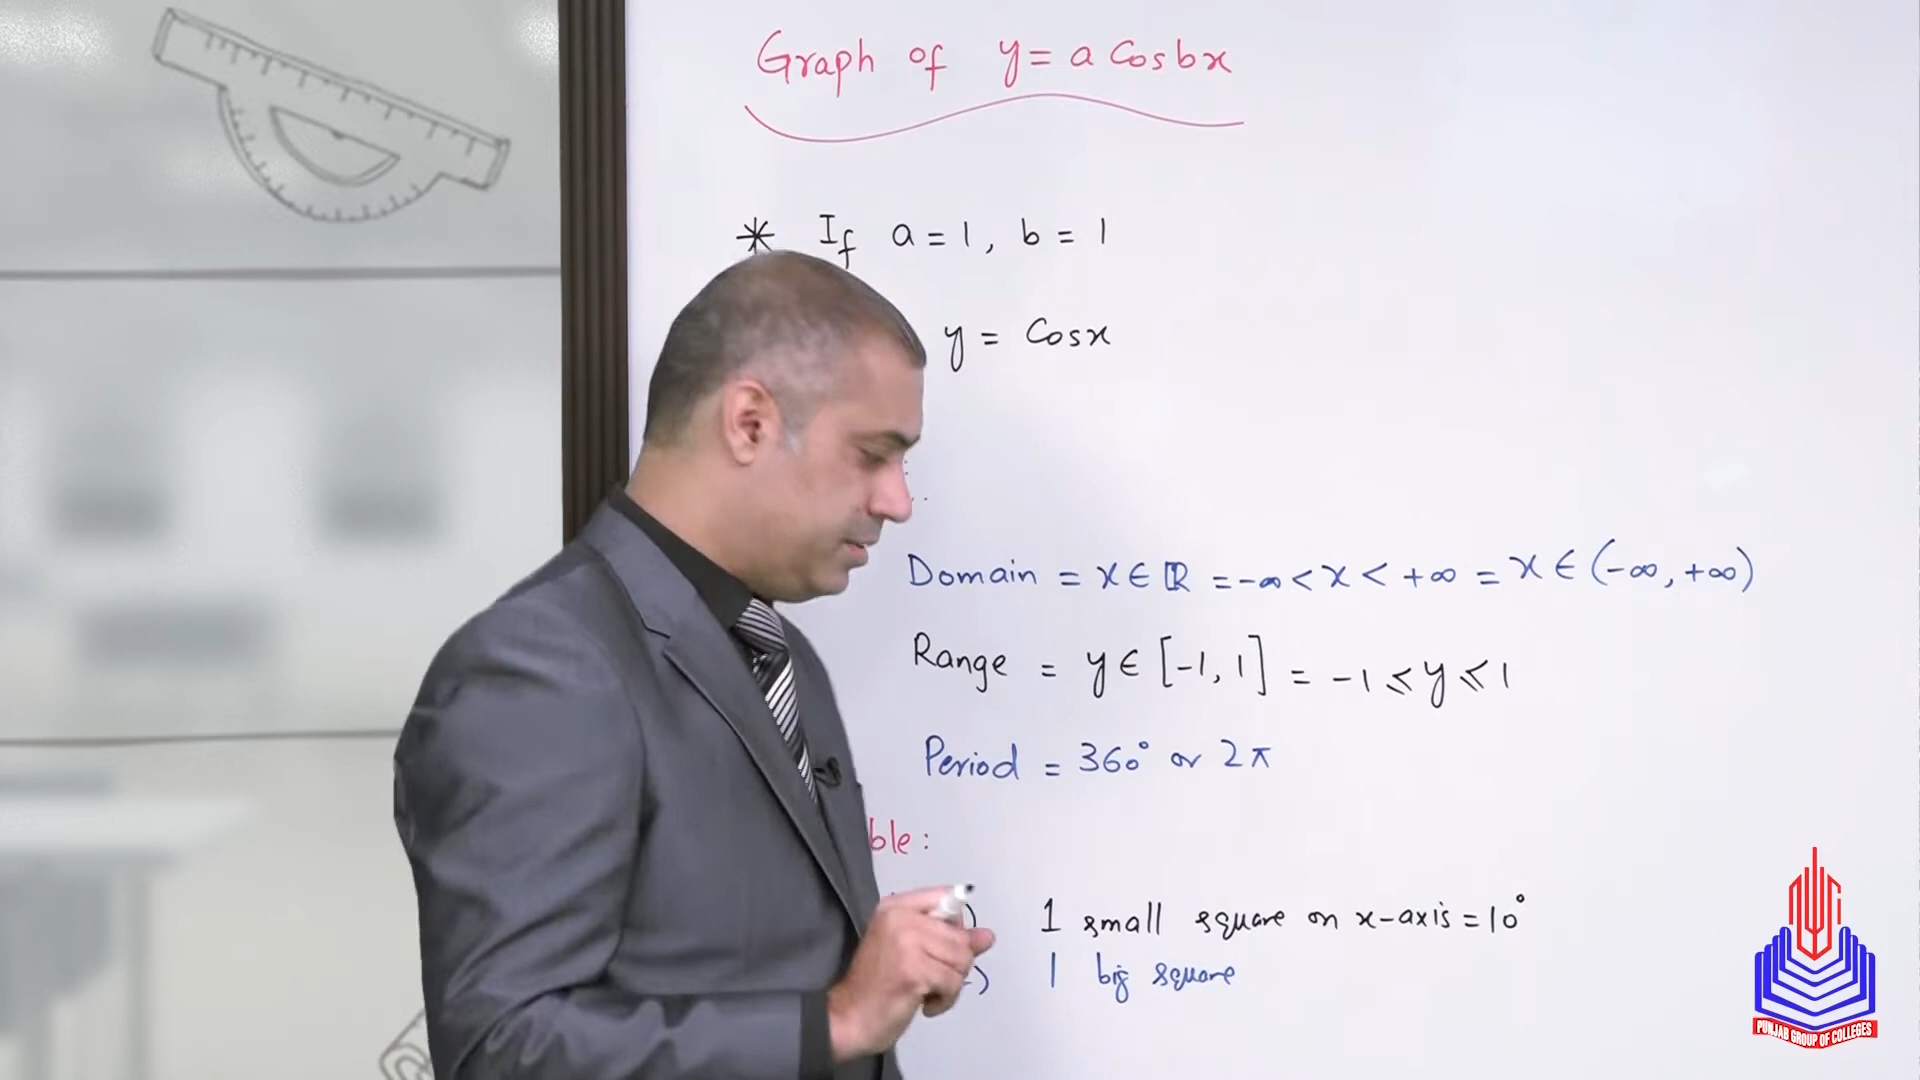 Graph of y = a Cosbx
* If a = 1, b = 1
y = Cosx
Domain = x ∈ ℝ = -∞ < x < +∞ = x ∈ (-∞, +∞)
Range = y ∈ [-1, 1] = -1 ⩽ y ⩽ 1
Period = 360° or 2π
ble:
) 1 small square on x-axis = 10°
) 1 big square
PUNJAB GROUP OF COLLEGES